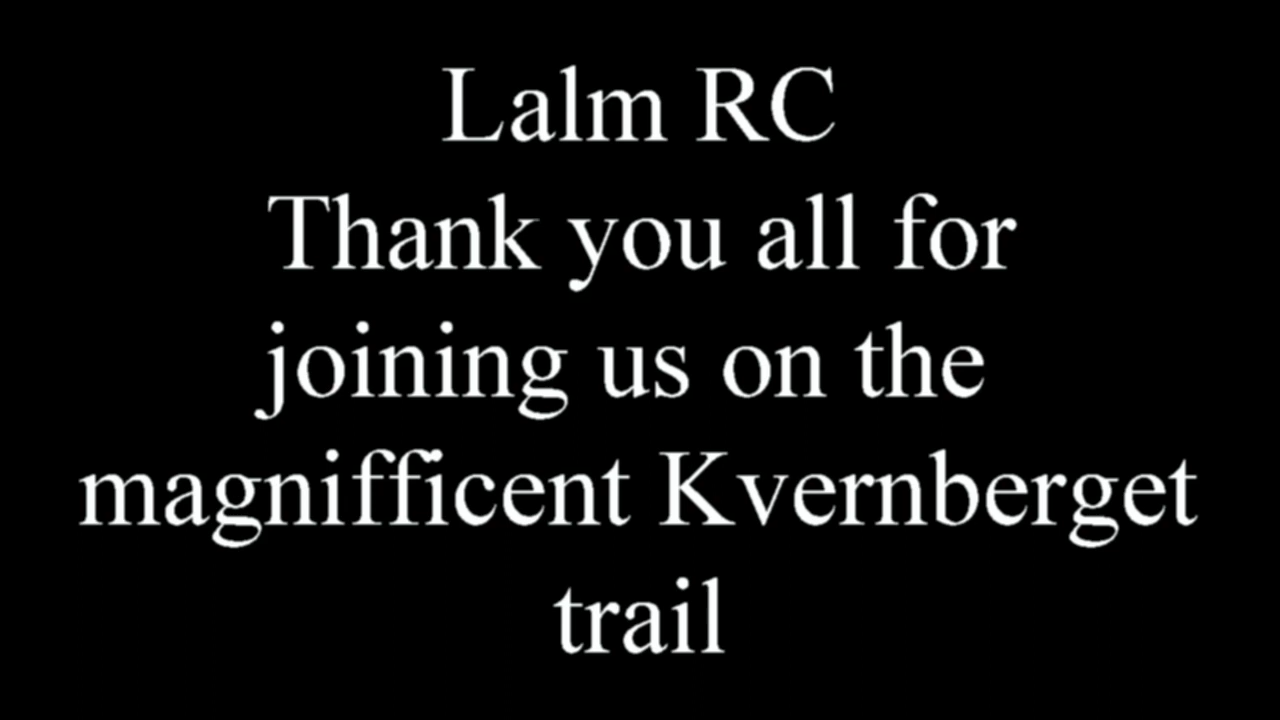 Lalm RC
Thank you all for
joining us on the
magnifficent Kvernberget
trail